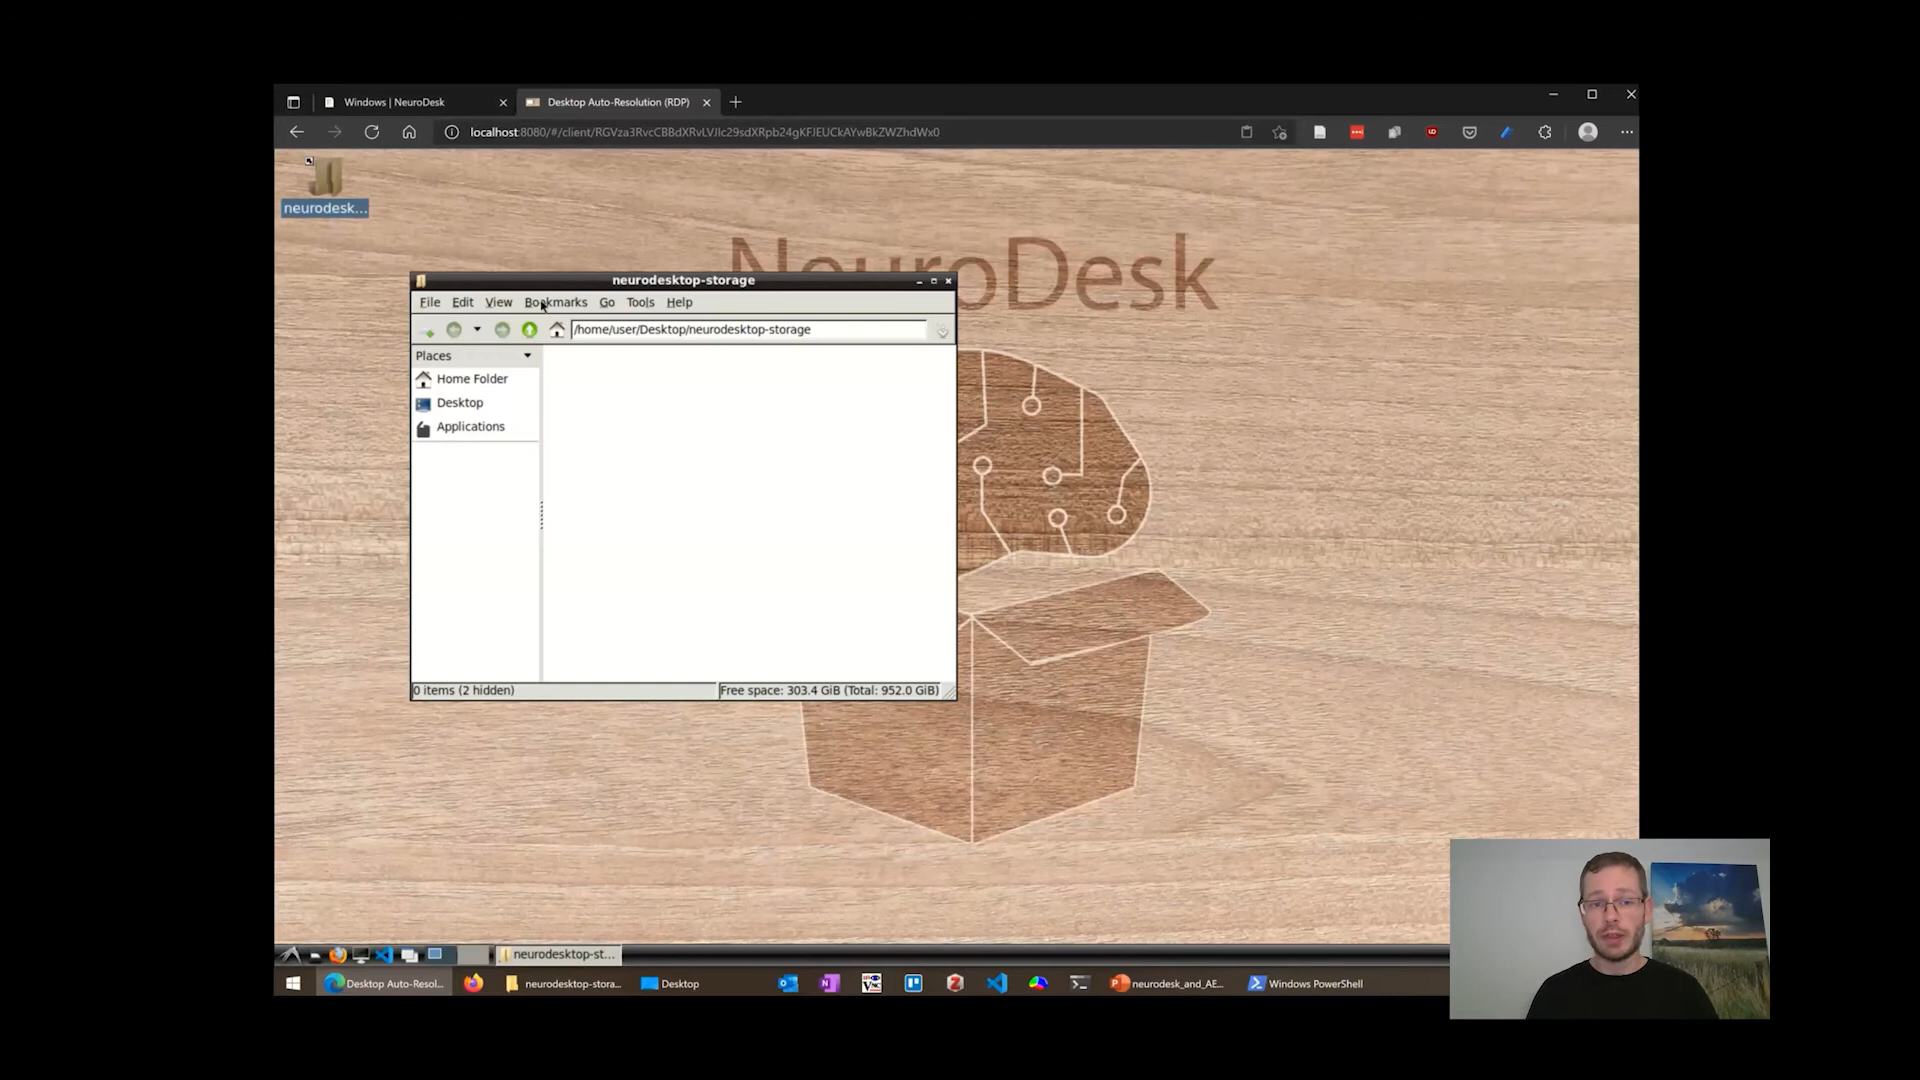 Windows | NeuroDesk
Desktop Auto-Resolution (RDP)
localhost:8080/#/client/RGVza3RvcCBBdXRvLVJlc29sdXRpb24gKFJEUCkAYwBkZWZhdWx0
neurodesk...
NeuroDesk
neurodesktop-storage
File Edit View Bookmarks Go Tools Help
/home/user/Desktop/neurodesktop-storage
Places
Home Folder
Desktop
Applications
0 items (2 hidden)
Free space: 303.4 GiB (Total: 952.0 GiB)
neurodesktop-st...
Desktop Auto-Resol...
neurodesktop-stora...
Desktop
neurodesk_and_AE...
Windows PowerShell